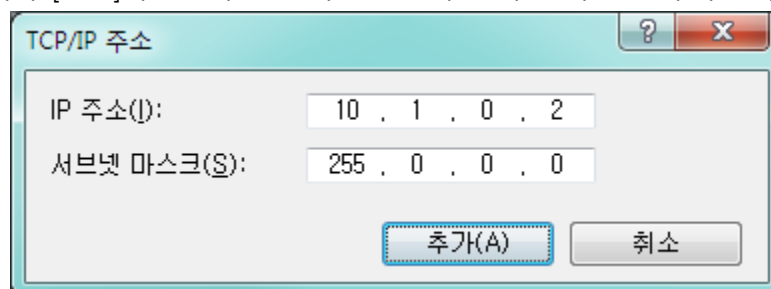 TCP/IP 주소
IP 주소(I):
10 . 1 . 0 . 2
서브넷 마스크(S):
255 . 0 . 0 . 0
추가(A)
취소